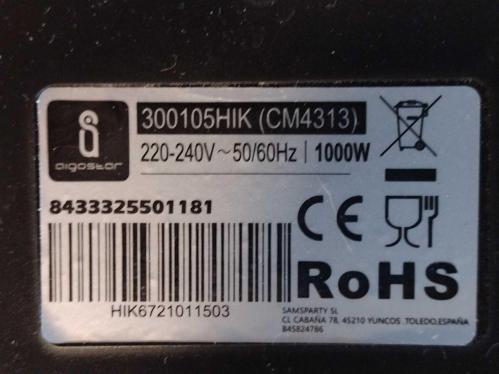 aigostar
300105HIK (CM4313)
220-240V~50/60Hz | 1000W
8433325501181
CE
RoHS
HIK6721011503
SAMSPARTY SL
CL CABAÑA 78, 45210 YUNCOS .TOLEDO,ESPAÑA
B45824786